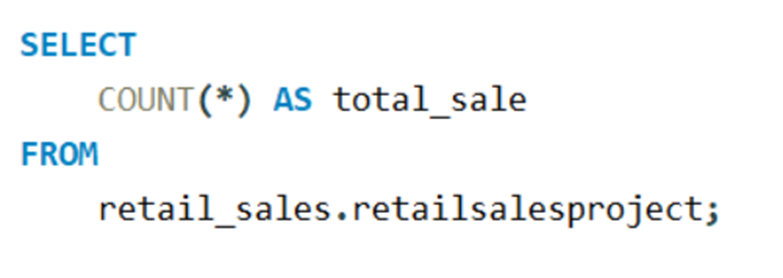 SELECT
COUNT(*) AS total_sale
FROM
retail_sales.retailsalesproject;